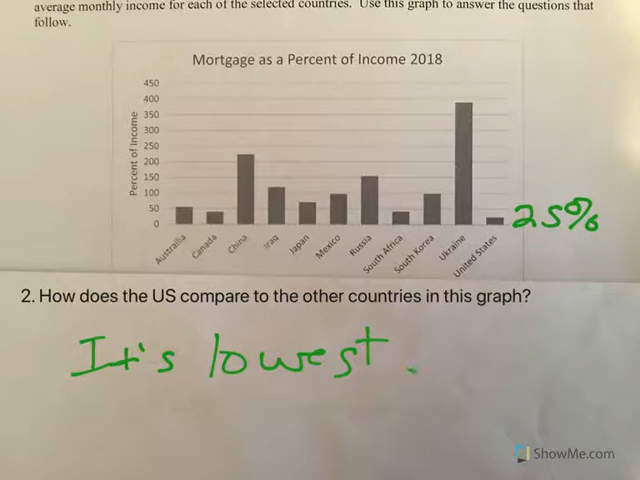 average monthly income for each of the selected countries. Use this graph to answer the questions that
follow.
Mortgage as a Percent of Income 2018
Percent of Income
450
400
350
300
250
200
150
100
50
0
Australlia
Canada
China
Iraq
Japan
Mexico
Russia
South Africa
South Korea
Ukraine
United States
25%
2. How does the US compare to the other countries in this graph?
It's lowest.
ShowMe.com